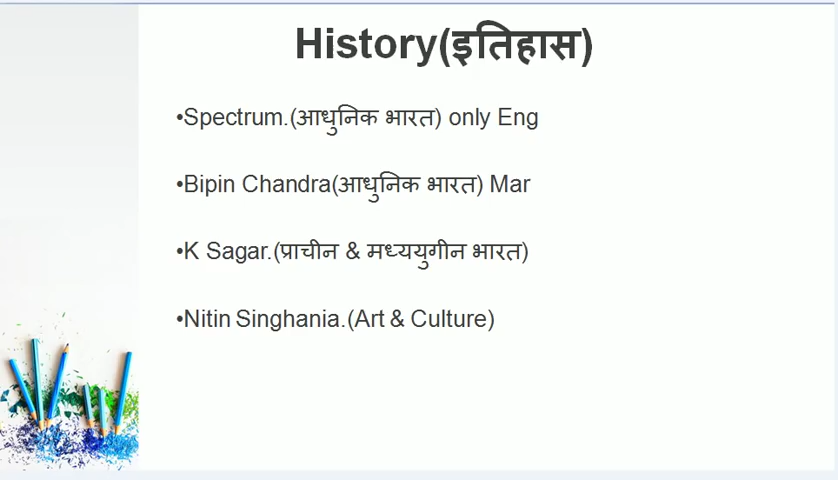 History(इतिहास)
•Spectrum.(आधुनिक भारत) only Eng
•Bipin Chandra(आधुनिक भारत) Mar
•K Sagar.(प्राचीन & मध्ययुगीन भारत)
•Nitin Singhania.(Art & Culture)